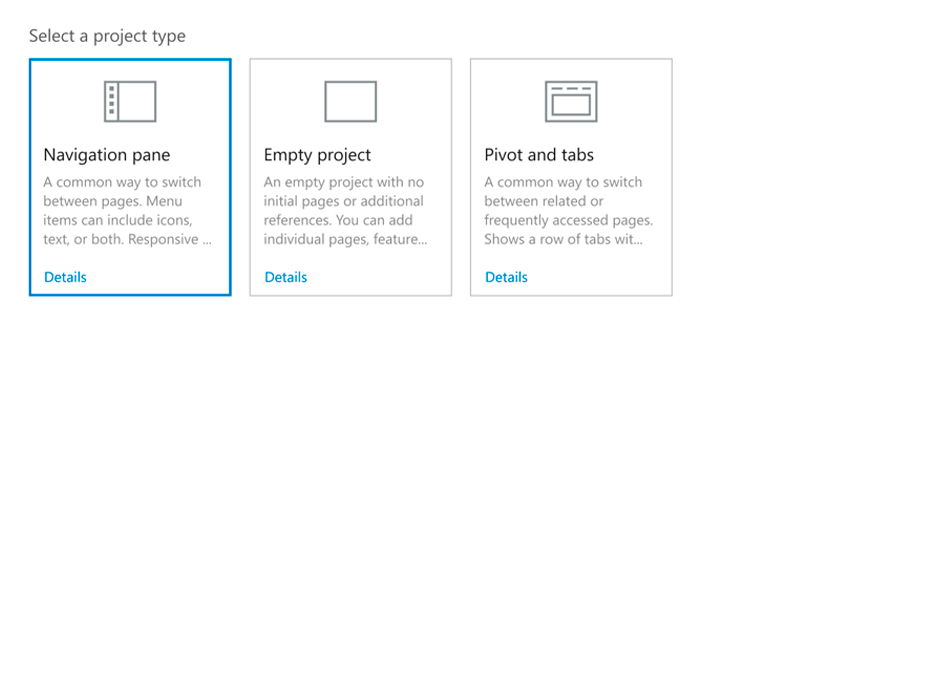 Select a project type
Navigation pane
A common way to switch
between pages. Menu
items can include icons,
text, or both. Responsive ...
Details
Empty project
An empty project with no
initial pages or additional
references. You can add
individual pages, feature...
Details
Pivot and tabs
A common way to switch
between related or
frequently accessed pages.
Shows a row of tabs wit...
Details